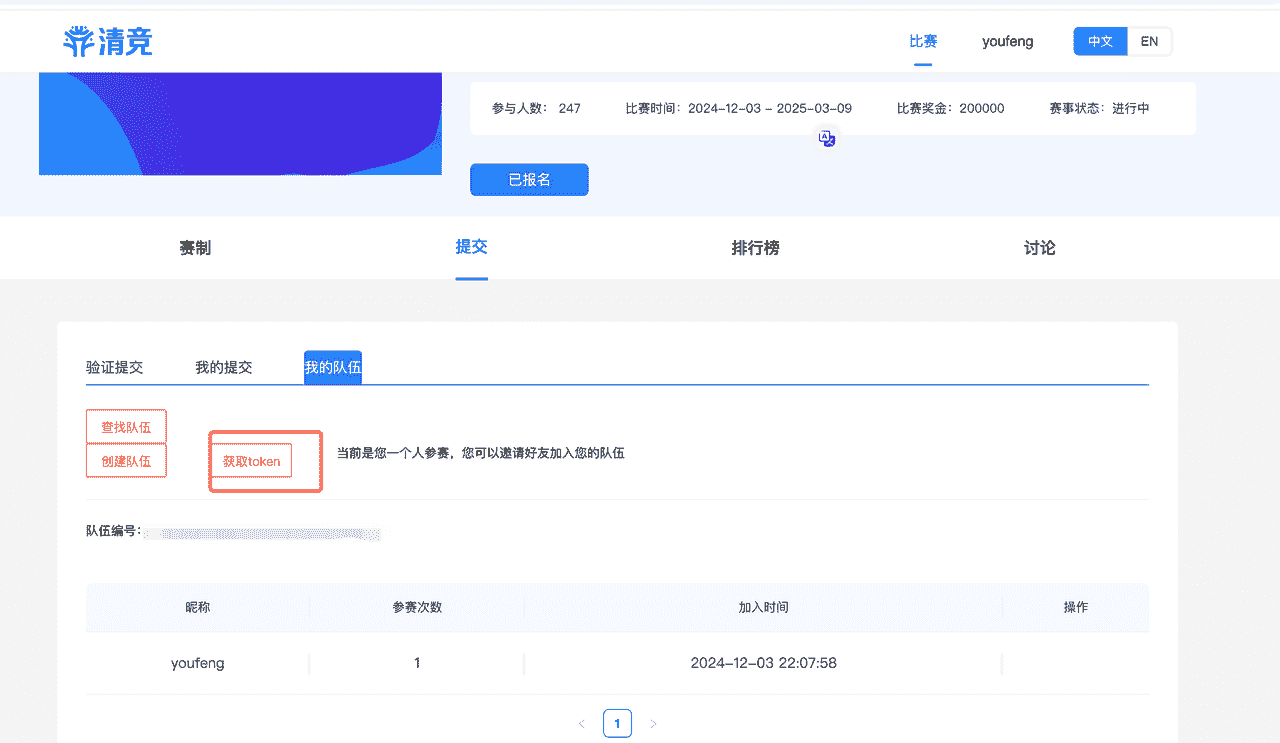 清竞
比赛 youfeng 中文 EN
参与人数: 247 比赛时间: 2024-12-03 - 2025-03-09 比赛奖金: 200000 赛事状态: 进行中
已报名
赛制 提交 排行榜 讨论
验证提交 我的提交 我的队伍
查找队伍
创建队伍 获取token 当前是您一个人参赛，您可以邀请好友加入您的队伍
队伍编号:
昵称 参赛次数 加入时间 操作
youfeng 1 2024-12-03 22:07:58
< 1 >